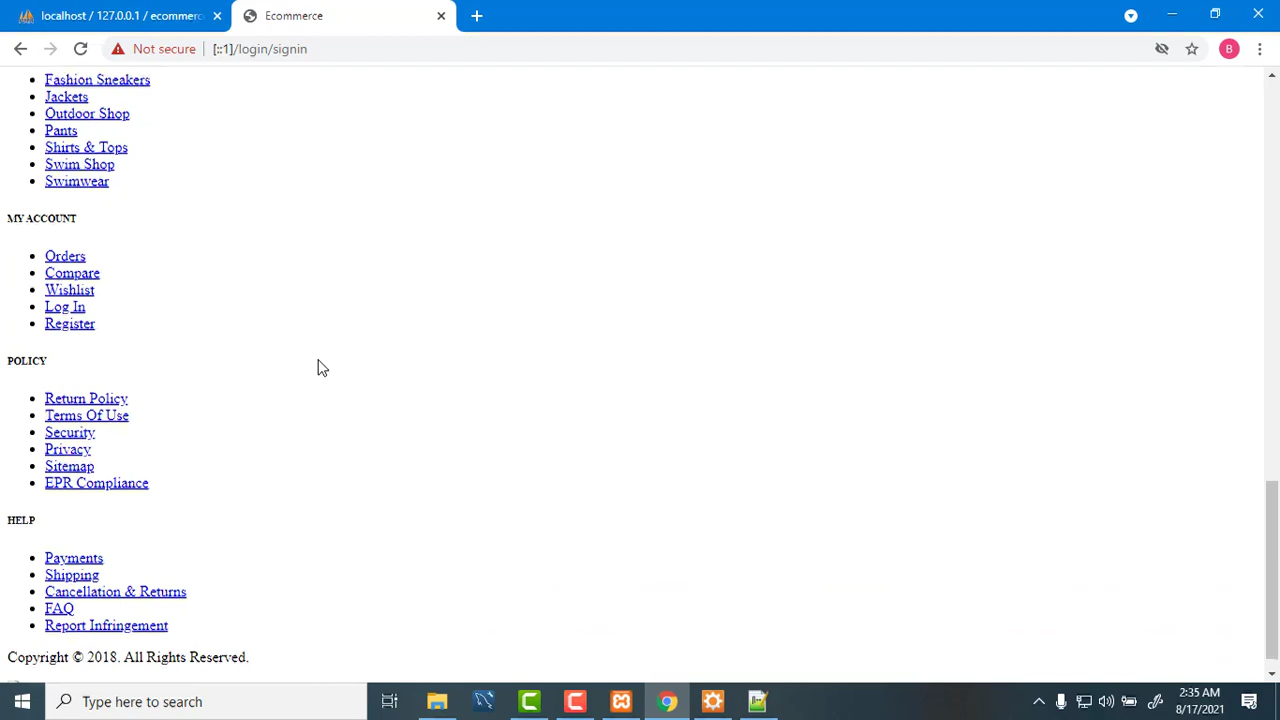 localhost / 127.0.0.1 / ecommerc
Ecommerce
Not secure
[::1]/login/signin
B
Fashion Sneakers
Jackets
Outdoor Shop
Pants
Shirts & Tops
Swim Shop
Swimwear
MY ACCOUNT
Orders
Compare
Wishlist
Log In
Register
POLICY
Return Policy
Terms Of Use
Security
Privacy
Sitemap
EPR Compliance
HELP
Payments
Shipping
Cancellation & Returns
FAQ
Report Infringement
Copyright © 2018. All Rights Reserved.
Type here to search
2:35 AM
8/17/2021